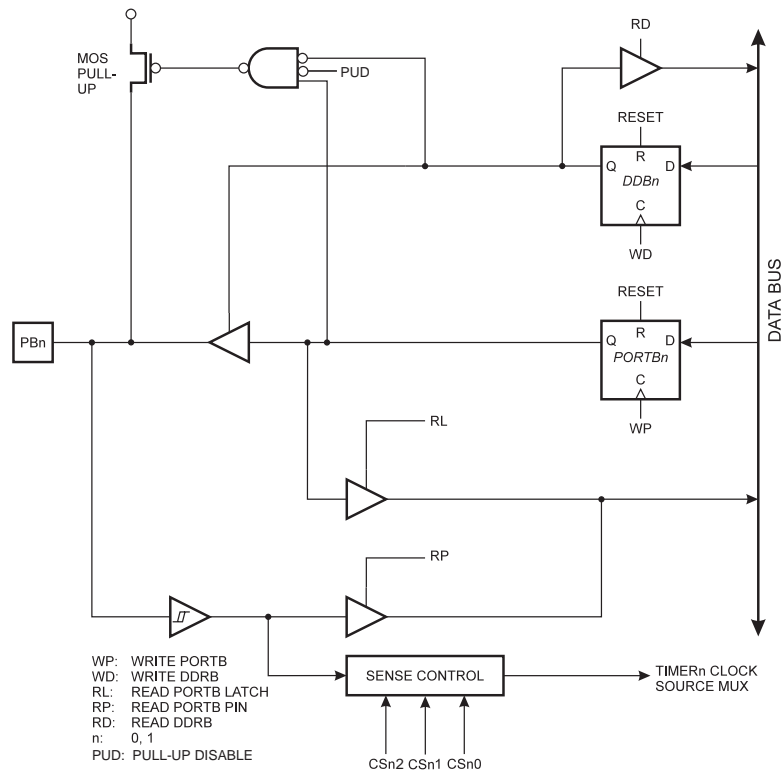 RD
MOS
PULL-
UP
PUD
RESET
R
Q
D
DDBn
C
WD
DATA BUS
RESET
R
PBn
Q
D
PORTBn
C
WP
RL
RP
WP: WRITE PORTB
WD: WRITE DDRB
RL: READ PORTB LATCH
RP: READ PORTB PIN
RD: READ DDRB
n: 0, 1
PUD: PULL-UP DISABLE
SENSE CONTROL
TIMERn CLOCK
SOURCE MUX
CSn2 CSn1 CSn0